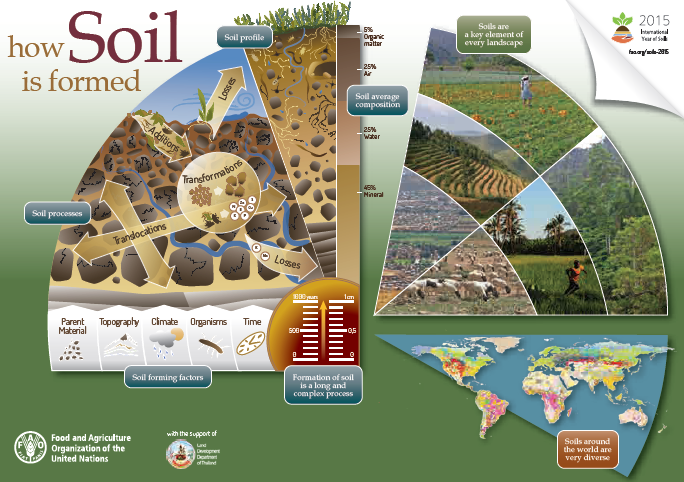 how Soil
is formed
Soil profile
5%
Organic
matter
25%
Air
Soil average
composition
25%
Water
45%
Mineral
Losses
Additions
Transformations
Soil processes
Translocations
Losses
Parent
Material
Topography
Climate
Organisms
Time
Soil forming factors
1000 years
1cm
500
0,5
0
0
Formation of soil
is a long and
complex process
Soils are
a key element of
every landscape
2015
International
Year of Soils
fao.org/soils-2015
Soils around
the world are
very diverse
Food and Agriculture
Organization of the
United Nations
with the support of
Land
Development
Department
of Thailand